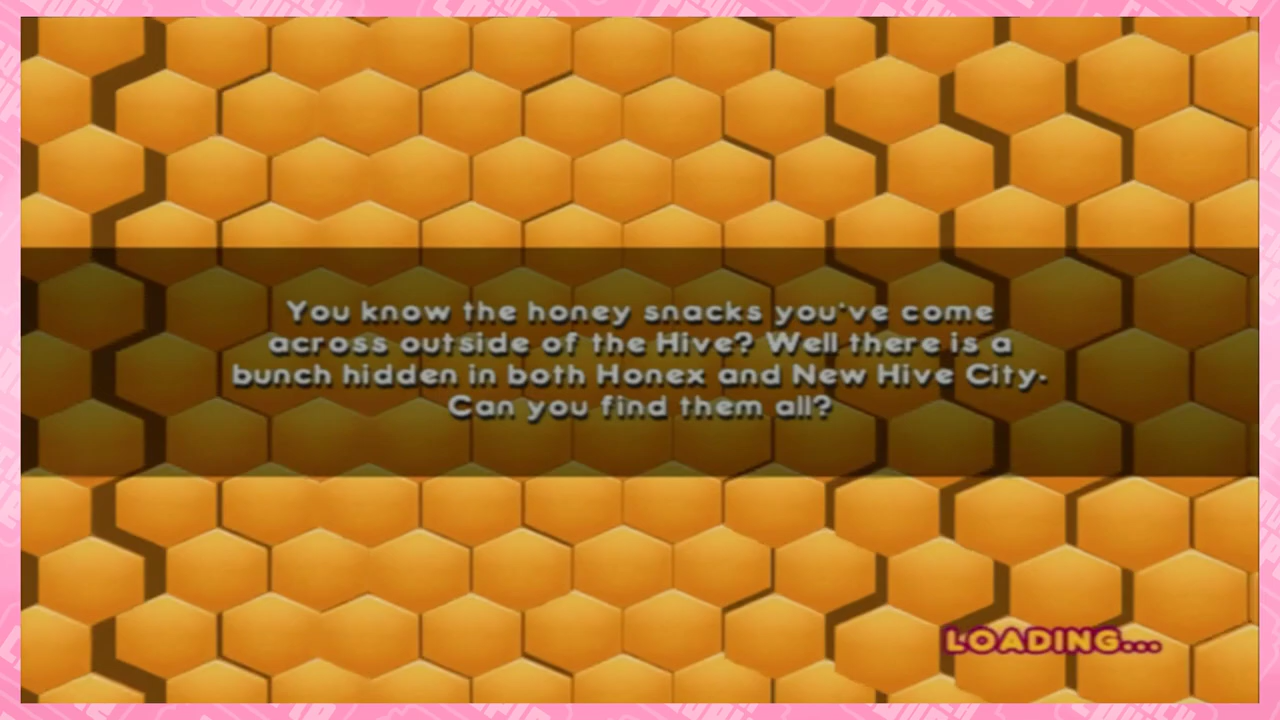 You know the honey snacks you've come
across outside of the Hive? Well there is a
bunch hidden in both Honex and New Hive City.
Can you find them all?
LOADING...